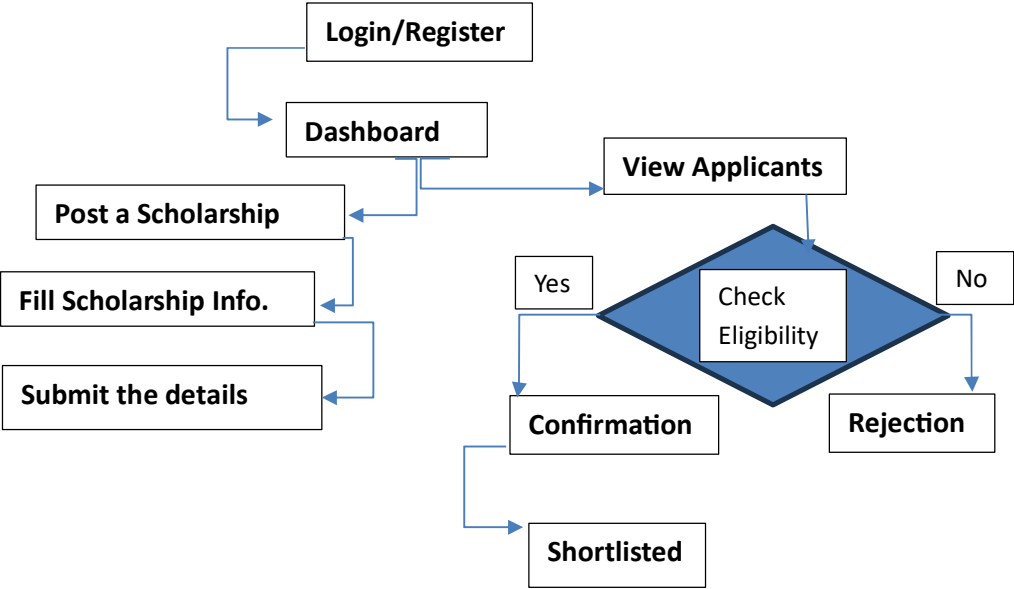 Login/Register
Dashboard
View Applicants
Post a Scholarship
Fill Scholarship Info.
Submit the details
Yes
Check
Eligibility
No
Confirmation
Rejection
Shortlisted